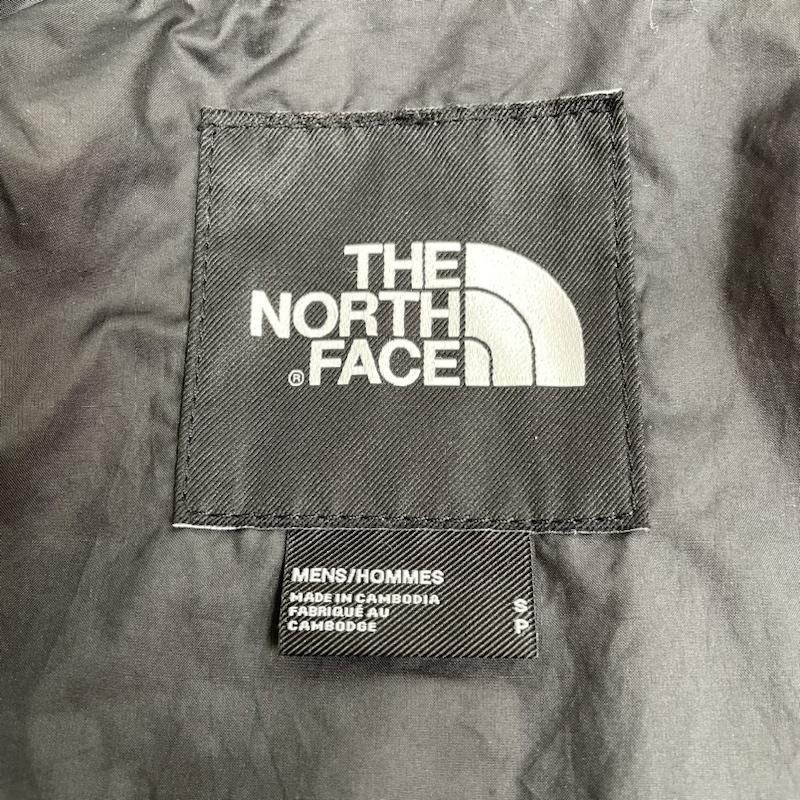 THE
NORTH
® FACE
MENS/HOMMES
MADE IN CAMBODIA
FABRIQUÉ AU
CAMBODGE
S
P